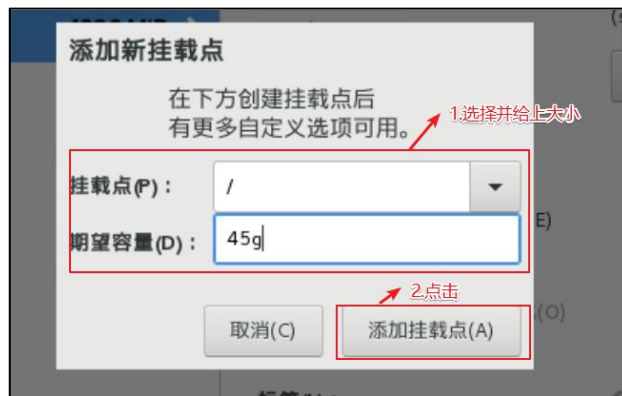 添加新挂载点
在下方创建挂载点后
有更多自定义选项可用。
1.选择并给上大小
挂载点(P)：
/
E)
期望容量(D)：
45g
2.点击
取消(C)
添加挂载点(A)
(O)